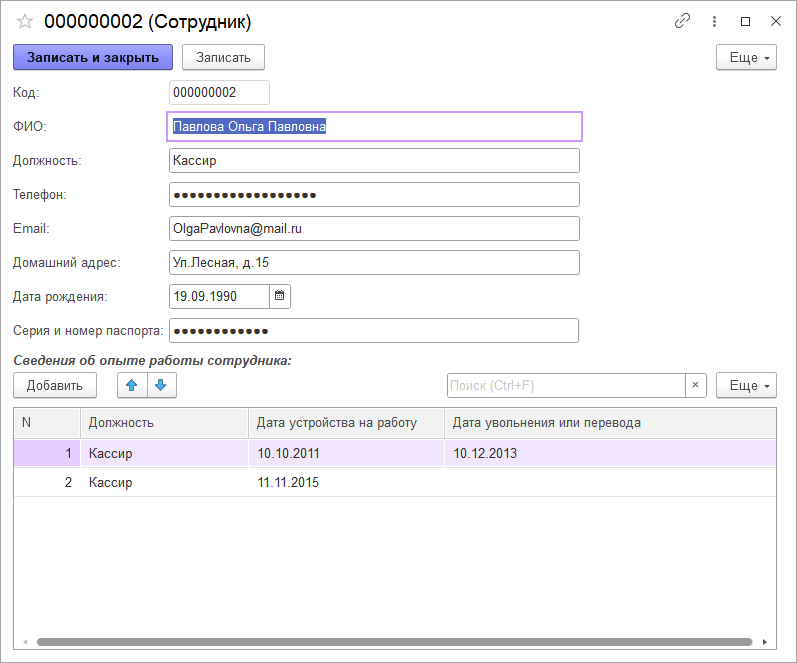 000000002 (Сотрудник)
Записать и закрыть Записать Еще
Код: 000000002
ФИО: Павлова Ольга Павловна
Должность: Кассир
Телефон: ●●●●●●●●●●●●●●●●●●
Email: OlgaPavlovna@mail.ru
Домашний адрес: Ул.Лесная, д.15
Дата рождения: 19.09.1990
Серия и номер паспорта: ●●●●●●●●●●●●
Сведения об опыте работы сотрудника:
Добавить Поиск (Ctrl+F) × Еще
N Должность Дата устройства на работу Дата увольнения или перевода
1 Кассир 10.10.2011 10.12.2013
2 Кассир 11.11.2015